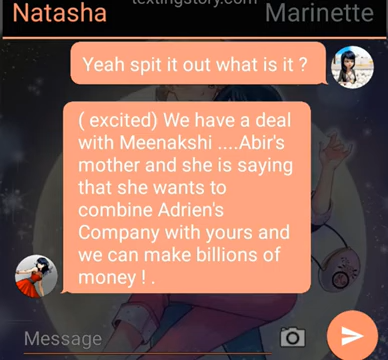 textingstory.com
Natasha
Marinette
Yeah spit it out what is it ?
( excited) We have a deal
with Meenakshi ....Abir's
mother and she is saying
that she wants to
combine Adrien's
Company with yours and
we can make billions of
money ! .
Message